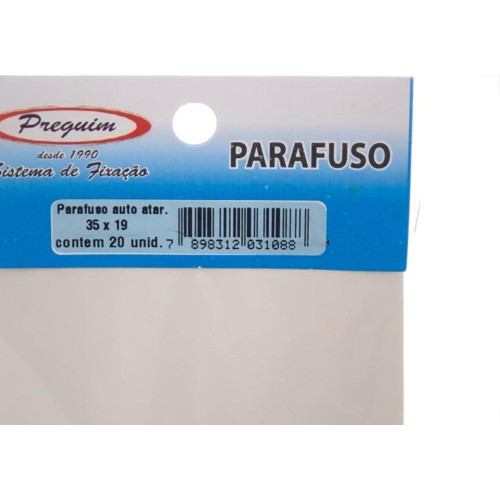 Preguim
desde 1990
Sistema de Fixação
PARAFUSO
Parafuso auto atar.
35 x 19
contem 20 unid.
7 898312 031088